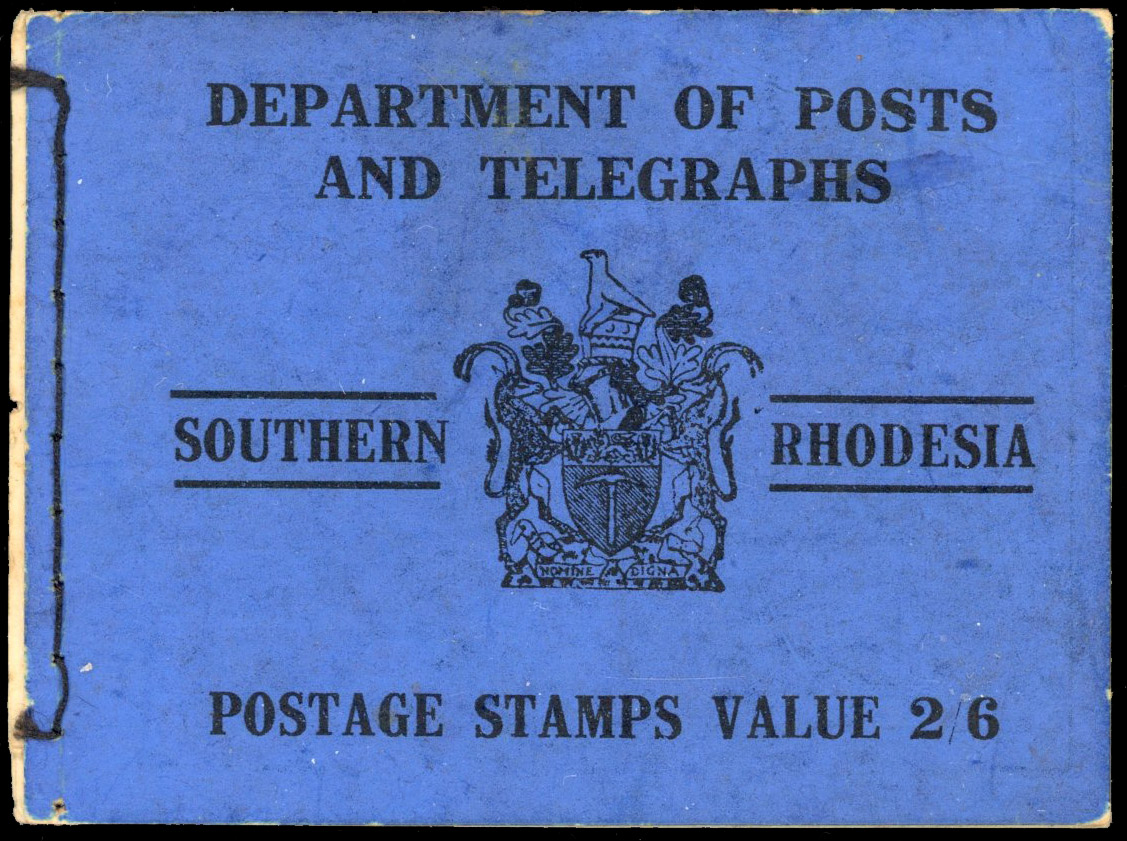 DEPARTMENT OF POSTS
AND TELEGRAPHS
SOUTHERN RHODESIA
NOMINE DIGNA
POSTAGE STAMPS VALUE 2/6